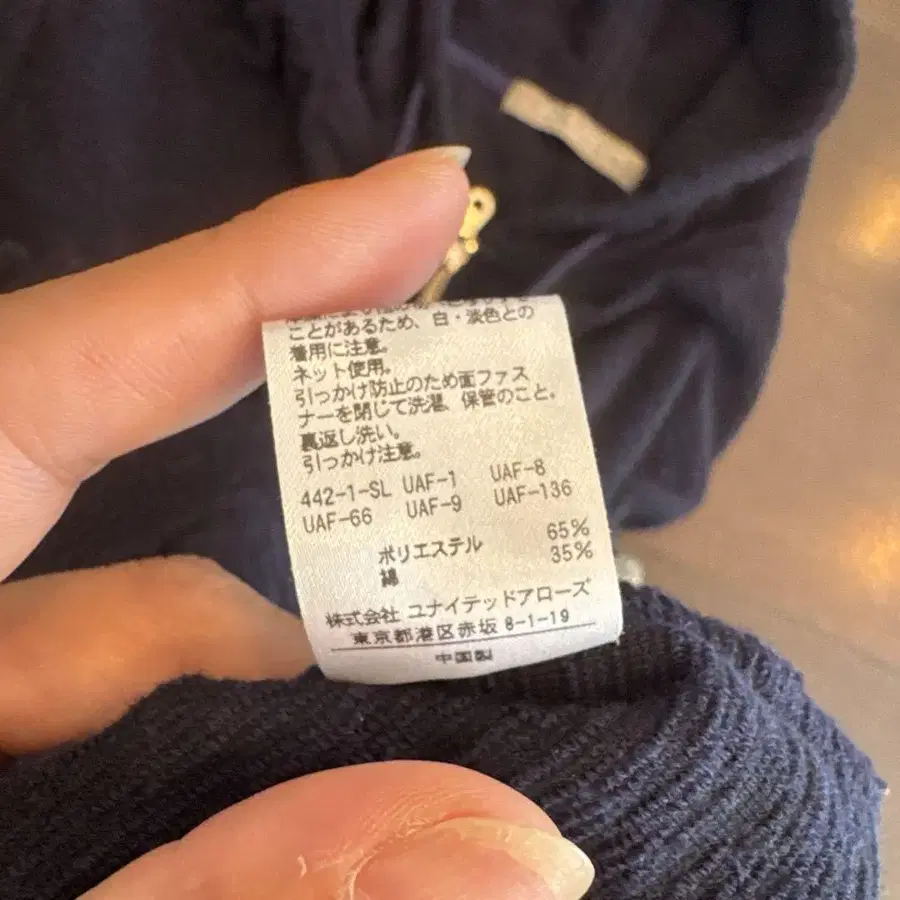 ことがあるため、白・淡色との
着用に注意。
ネット使用。
引っかけ防止のため面ファス
ナーを閉じて洗濯、保管のこと。
裏返し洗い。
引っかけ注意。
442-1-SL UAF-1 UAF-8
UAF-66 UAF-9 UAF-136
ポリエステル 65%
綿 35%
株式会社 ユナイテッドアローズ
東京都港区赤坂 8-1-19
中国製